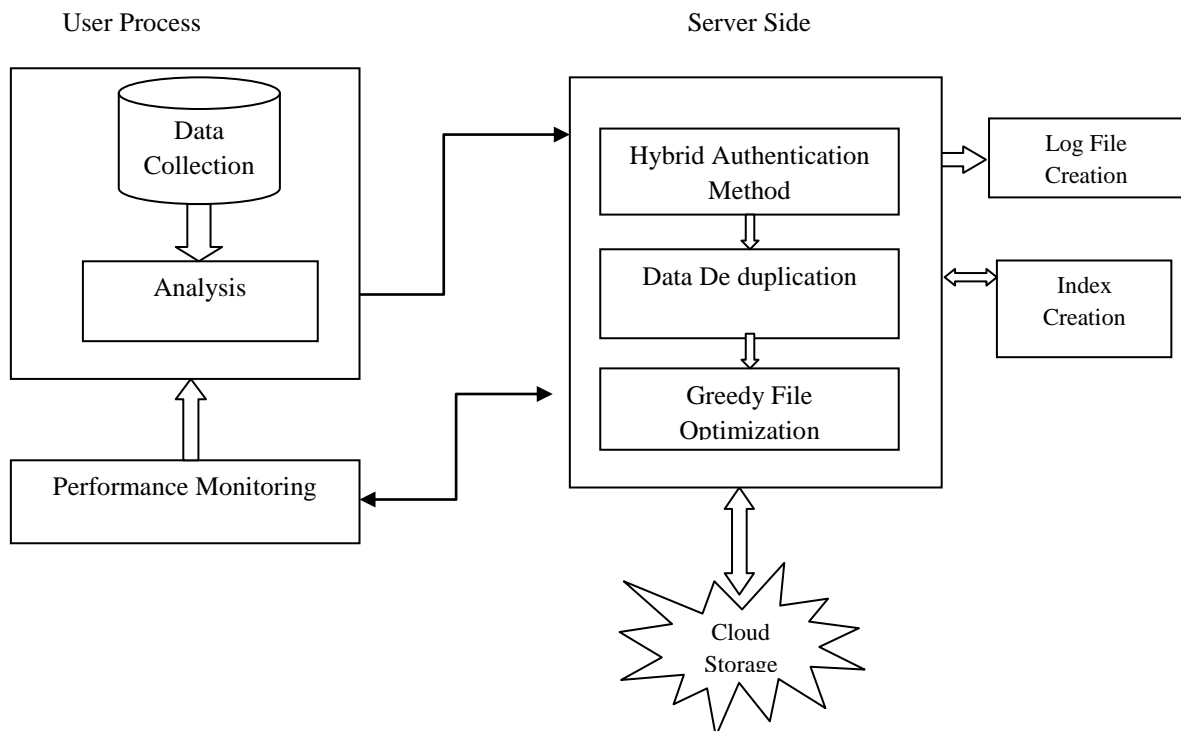 User Process
Server Side
Data
Collection
Analysis
Performance Monitoring
Hybrid Authentication
Method
Data De duplication
Greedy File
Optimization
Log File
Creation
Index
Creation
Cloud
Storage